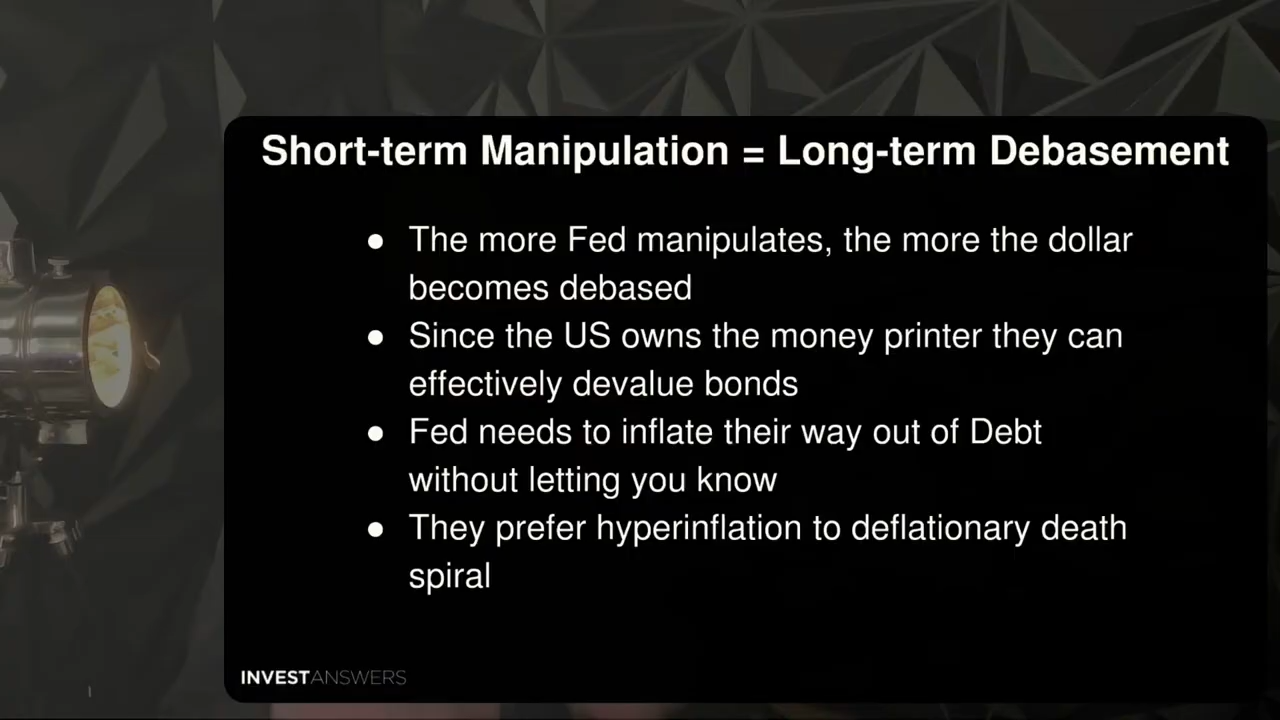 Short-term Manipulation = Long-term Debasement
● The more Fed manipulates, the more the dollar
becomes debased
● Since the US owns the money printer they can
effectively devalue bonds
● Fed needs to inflate their way out of Debt
without letting you know
● They prefer hyperinflation to deflationary death
spiral
INVESTANSWERS